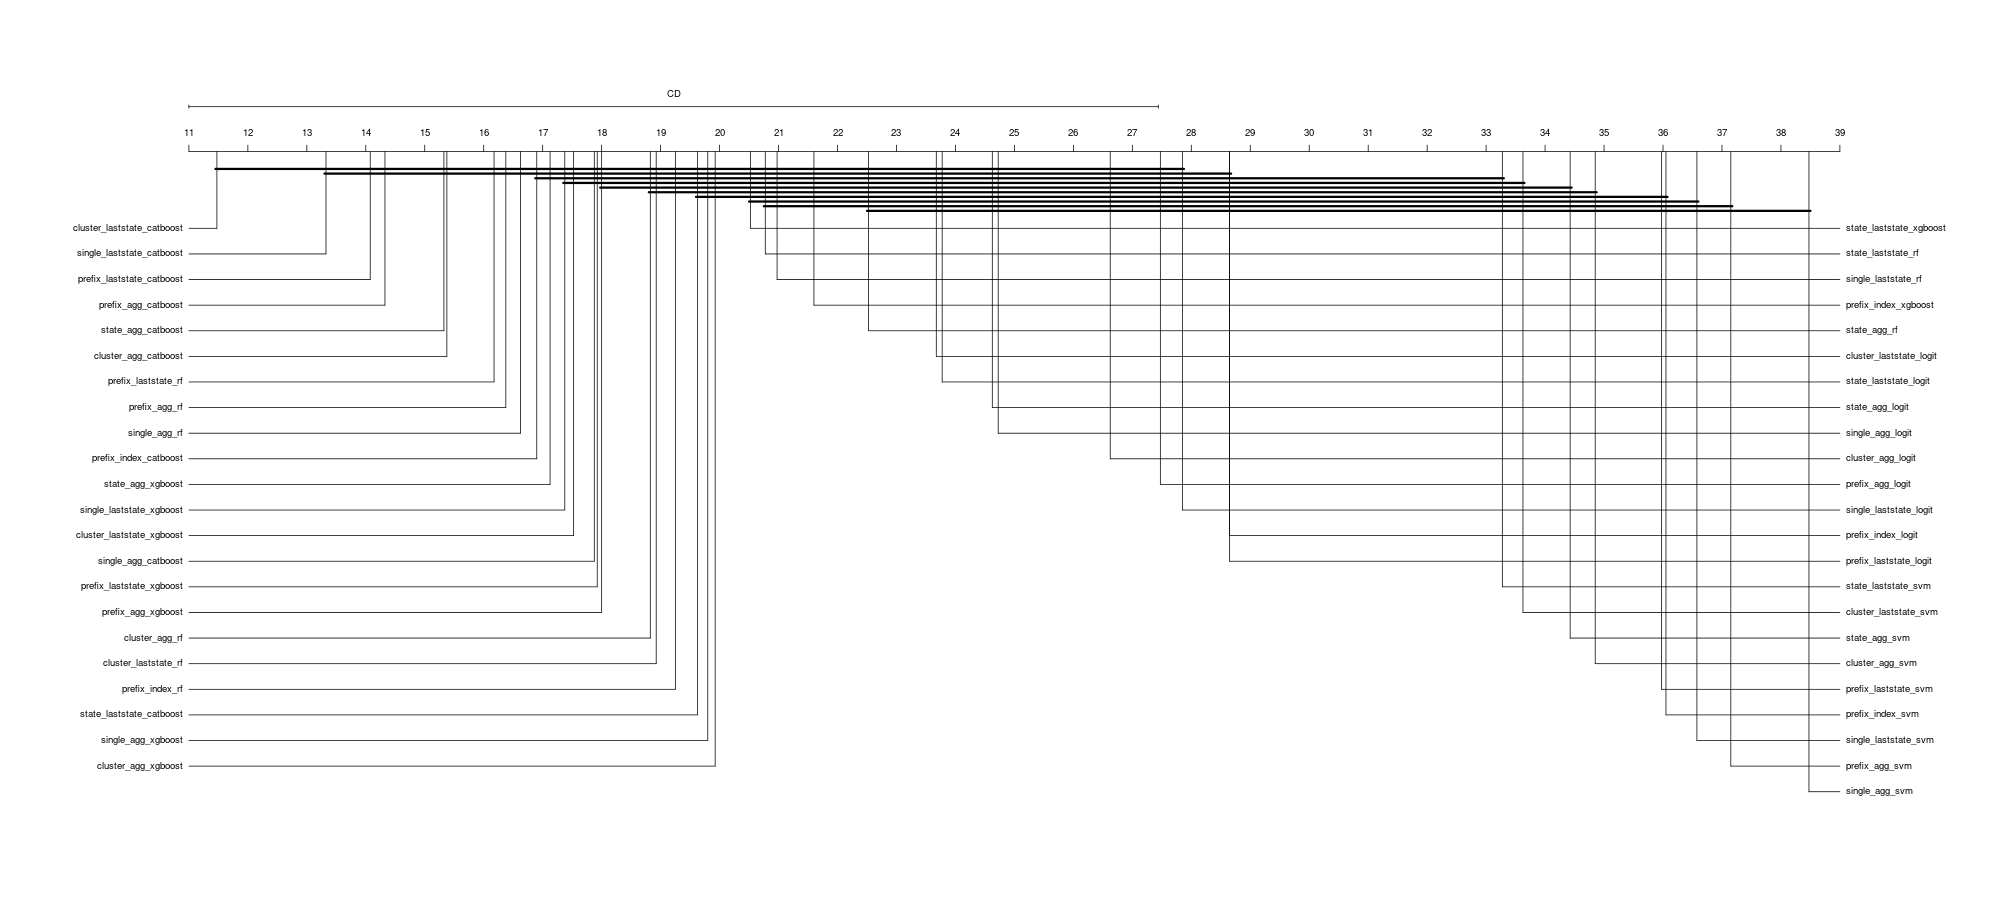 CD
11 12 13 14 15 16 17 18 19 20 21 22 23 24 25 26 27 28 29 30 31 32 33 34 35 36 37 38 39
cluster_laststate_catboost state_laststate_xgboost
single_laststate_catboost state_laststate_rf
prefix_laststate_catboost single_laststate_rf
prefix_agg_catboost prefix_index_xgboost
state_agg_catboost state_agg_rf
cluster_agg_catboost cluster_laststate_logit
prefix_laststate_rf state_laststate_logit
prefix_agg_rf state_agg_logit
single_agg_rf single_agg_logit
prefix_index_catboost cluster_agg_logit
state_agg_xgboost prefix_agg_logit
single_laststate_xgboost single_laststate_logit
cluster_laststate_xgboost prefix_index_logit
single_agg_catboost prefix_laststate_logit
prefix_laststate_xgboost state_laststate_svm
prefix_agg_xgboost cluster_laststate_svm
cluster_agg_rf state_agg_svm
cluster_laststate_rf cluster_agg_svm
prefix_index_rf prefix_laststate_svm
state_laststate_catboost prefix_index_svm
single_agg_xgboost single_laststate_svm
cluster_agg_xgboost prefix_agg_svm
single_agg_svm